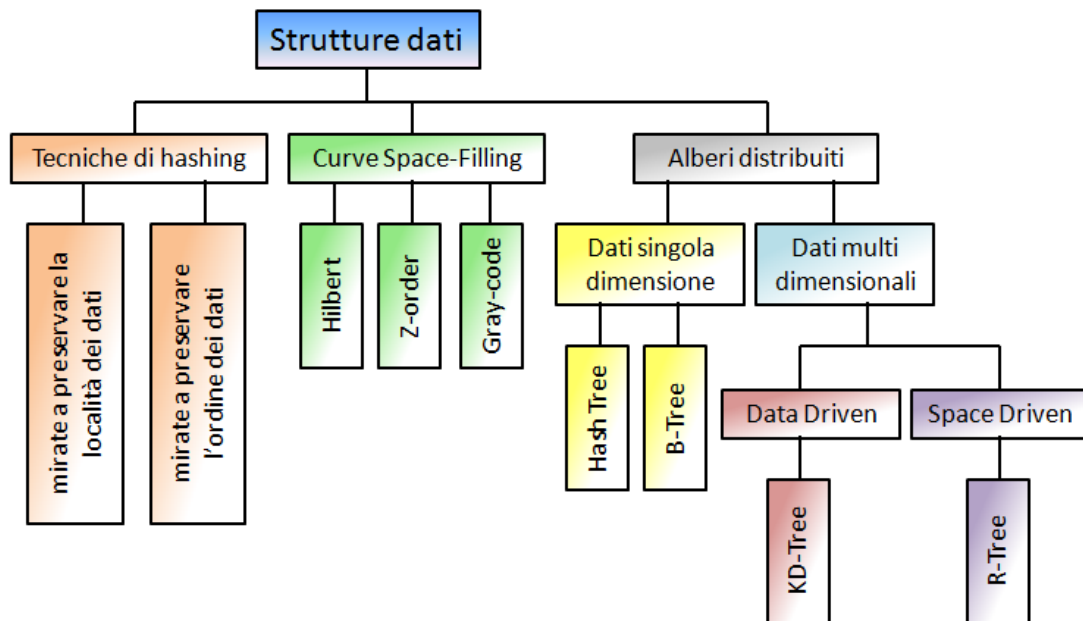 Strutture dati
Tecniche di hashing
Curve Space-Filling
Alberi distribuiti
mirate a preservare la
località dei dati
mirate a preservare
l'ordine dei dati
Hilbert
Z-order
Gray-code
Dati singola
dimensione
Dati multi
dimensionali
Hash Tree
B-Tree
Data Driven
Space Driven
KD-Tree
R-Tree